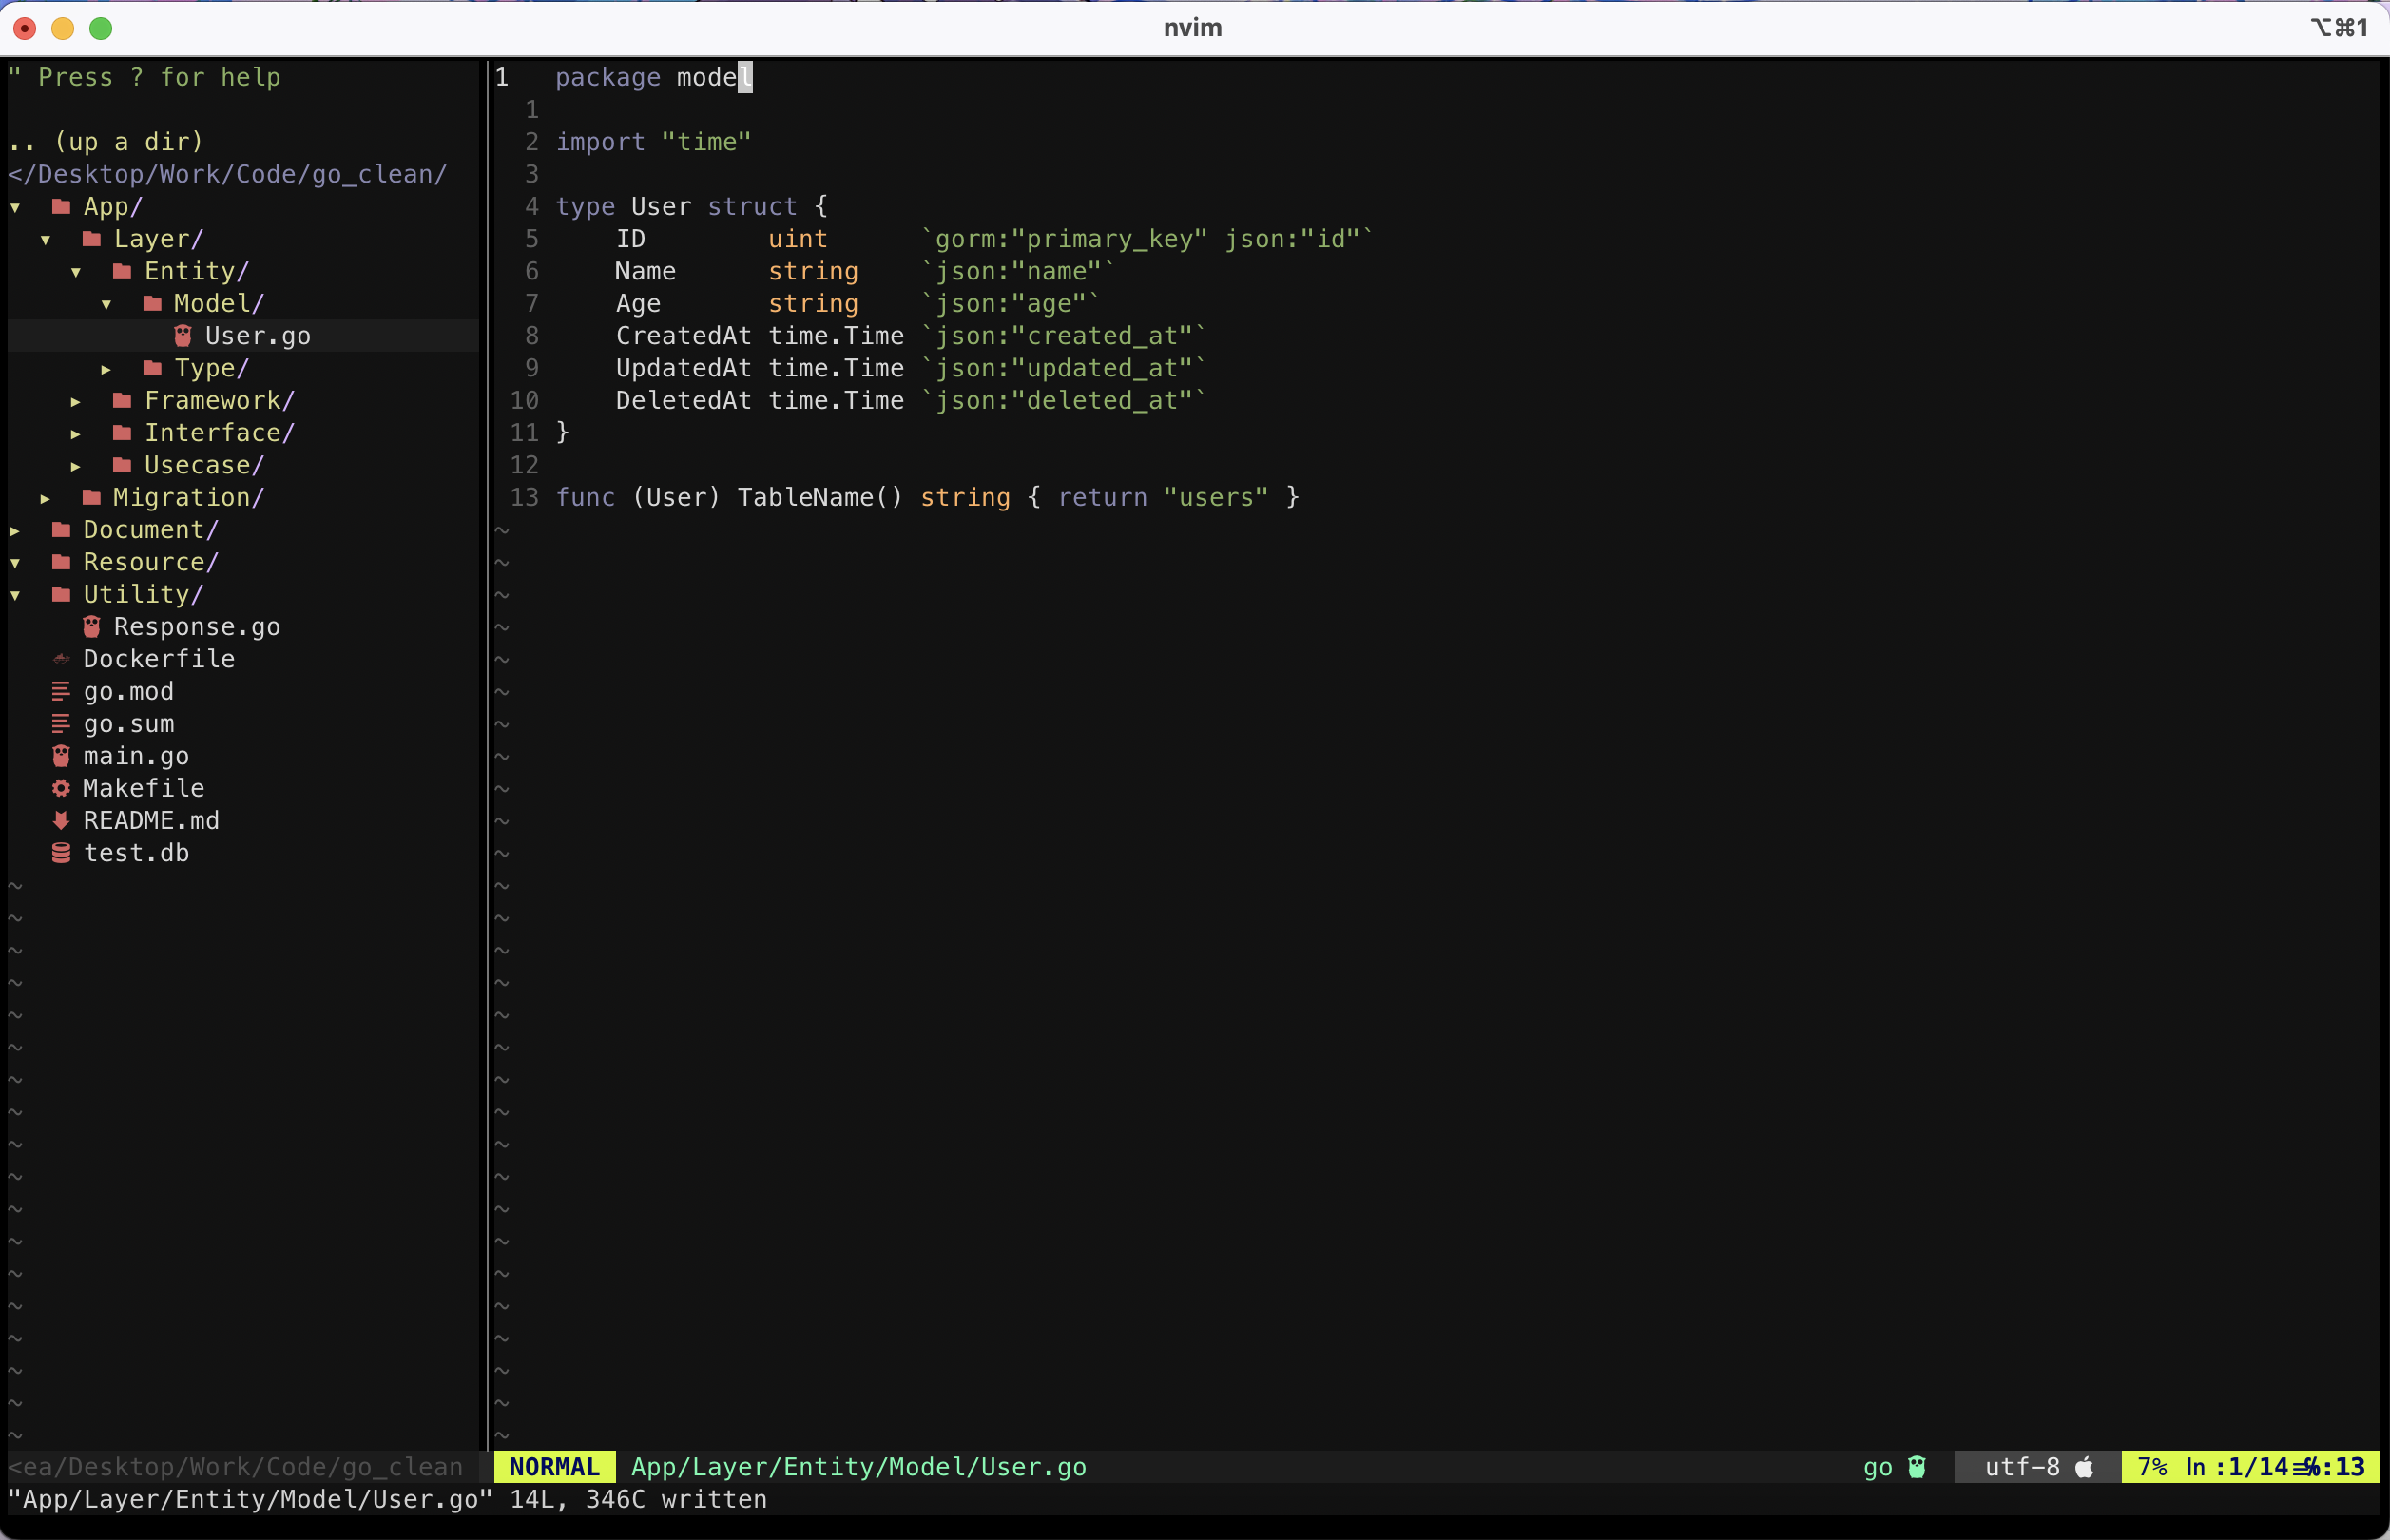 nvim
⌥⌘1
" Press ? for help
.. (up a dir)
</Desktop/Work/Code/go_clean/
▾ App/
▾ Layer/
▾ Entity/
▾ Model/
User.go
▸ Type/
▸ Framework/
▸ Interface/
▸ Usecase/
▸ Migration/
▸ Document/
▾ Resource/
▾ Utility/
Response.go
Dockerfile
go.mod
go.sum
main.go
Makefile
README.md
test.db
<ea/Desktop/Work/Code/go_clean
1 package model
1
2 import "time"
3
4 type User struct {
5     ID        uint      `gorm:"primary_key" json:"id"`
6     Name      string    `json:"name"`
7     Age       string    `json:"age"`
8     CreatedAt time.Time `json:"created_at"`
9     UpdatedAt time.Time `json:"updated_at"`
10     DeletedAt time.Time `json:"deleted_at"`
11 }
12
13 func (User) TableName() string { return "users" }
NORMAL App/Layer/Entity/Model/User.go go utf-8 7% ln :1/14≡℅:13
"App/Layer/Entity/Model/User.go" 14L, 346C written